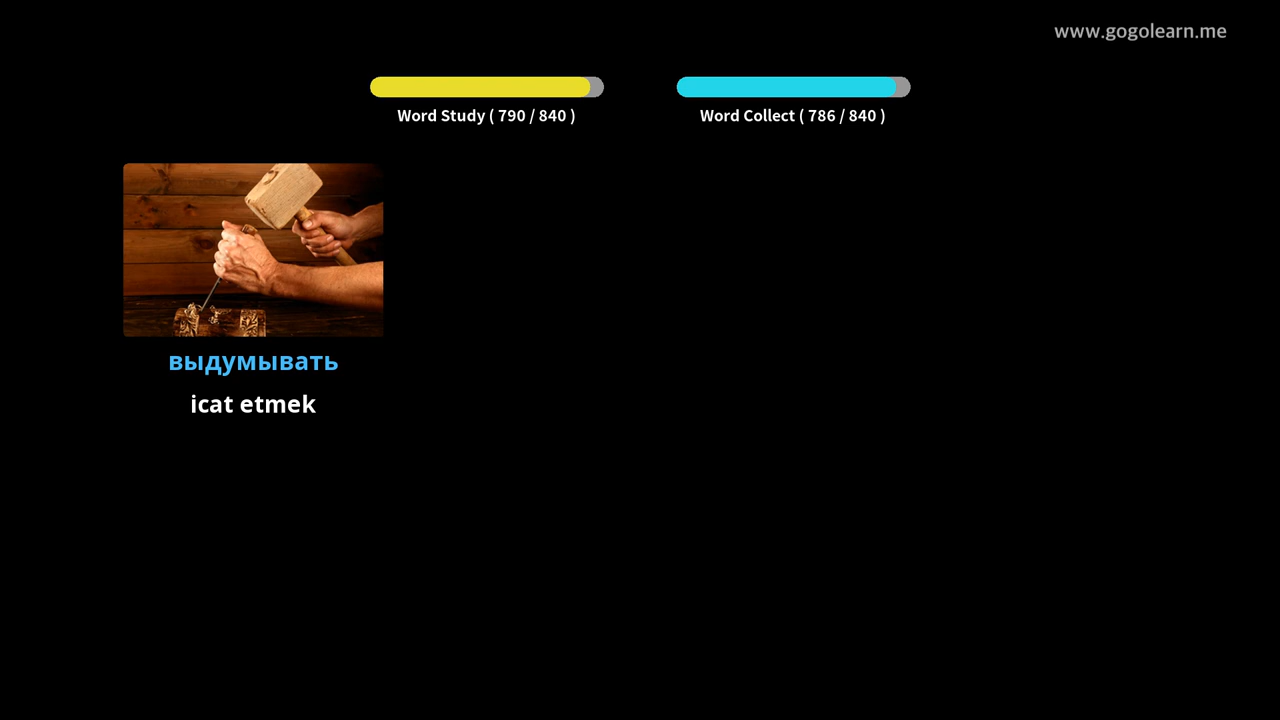 www.gogolearn.me
Word Study ( 790 / 840 )
Word Collect ( 786 / 840 )
выдумывать
icat etmek